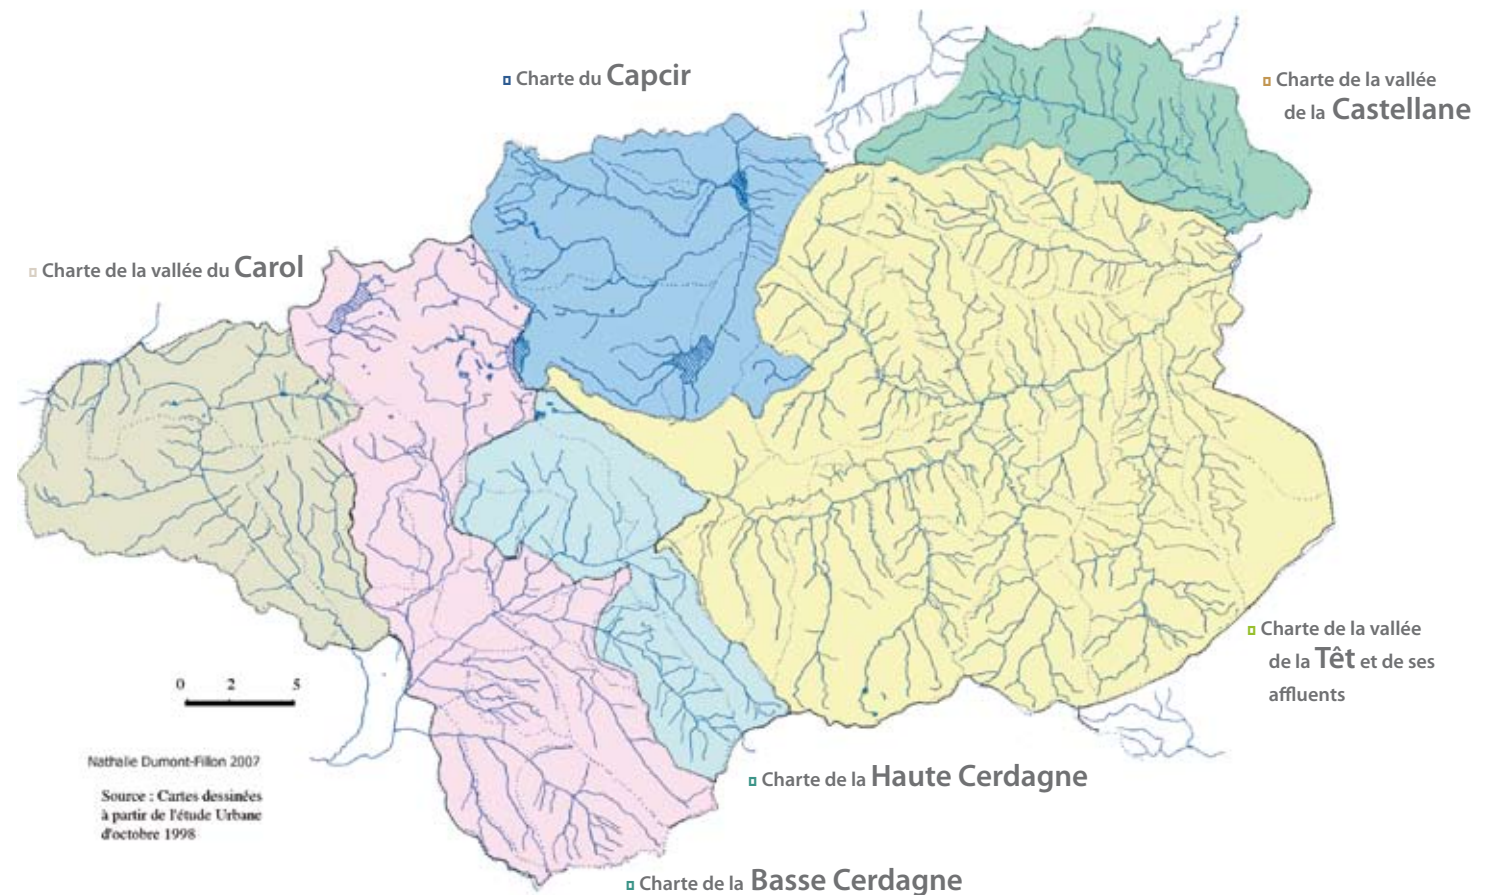 Charte du Capcir
Charte de la vallée
de la Castellane
Charte de la vallée du Carol
Charte de la vallée
de la Têt et de ses
affluents
0 2 5
Nathalie Dumont-Fillon 2007
Source : Cartes dessinées
à partir de l'étude Urbane
d'octobre 1998
Charte de la Haute Cerdagne
Charte de la Basse Cerdagne